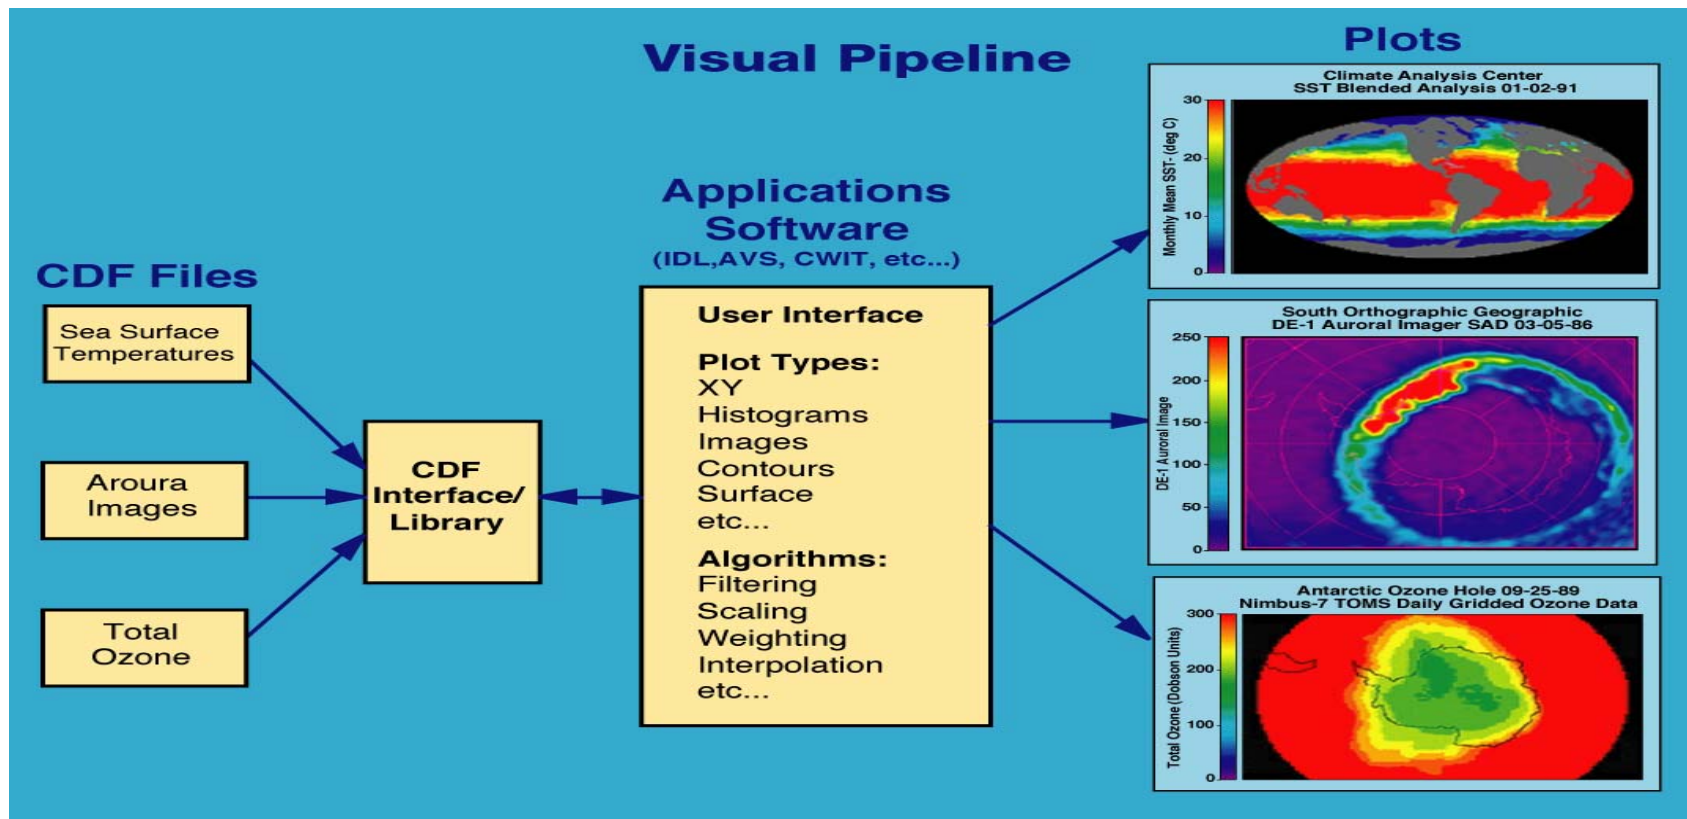 Visual Pipeline
CDF Files
Sea Surface
Temperatures
Aroura
Images
Total
Ozone
CDF
Interface/
Library
Applications
Software
(IDL,AVS, CWIT, etc...)
User Interface
Plot Types:
XY
Histograms
Images
Contours
Surface
etc...
Algorithms:
Filtering
Scaling
Weighting
Interpolation
etc...
Plots
Climate Analysis Center
SST Blended Analysis 01-02-91
Monthly Mean SST- (deg C)
30
20
10
0
South Orthographic Geographic
DE-1 Auroral Imager SAD 03-05-86
DE-1 Auroral Image
250
200
150
100
50
0
Antarctic Ozone Hole 09-25-89
Nimbus-7 TOMS Daily Gridded Ozone Data
Total Ozone (Dobson Units)
300
200
100
0